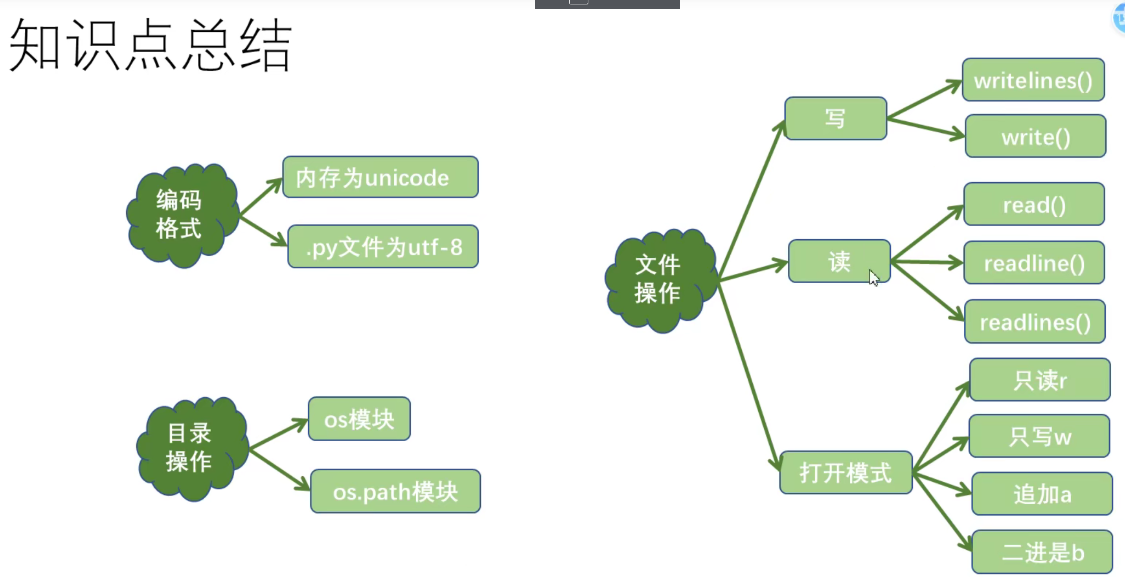 知识点总结
编码
格式
内存为unicode
.py文件为utf-8
目录
操作
os模块
os.path模块
文件
操作
写
writelines()
write()
读
read()
readline()
readlines()
打开模式
只读r
只写w
追加a
二进是b